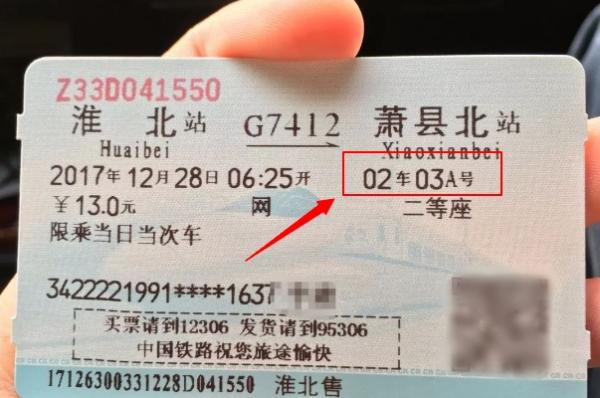 Z33D041550
淮 北站 G7412 萧县北站
Huaibei Xiaoxianbei
2017年12月28日06:25开 02车03A号
￥13.0元 网 二等座
限乘当日当次车
3422221991****1637
买票请到12306 发货请到95306
中国铁路祝您旅途愉快
17126300331228D041550 淮北售